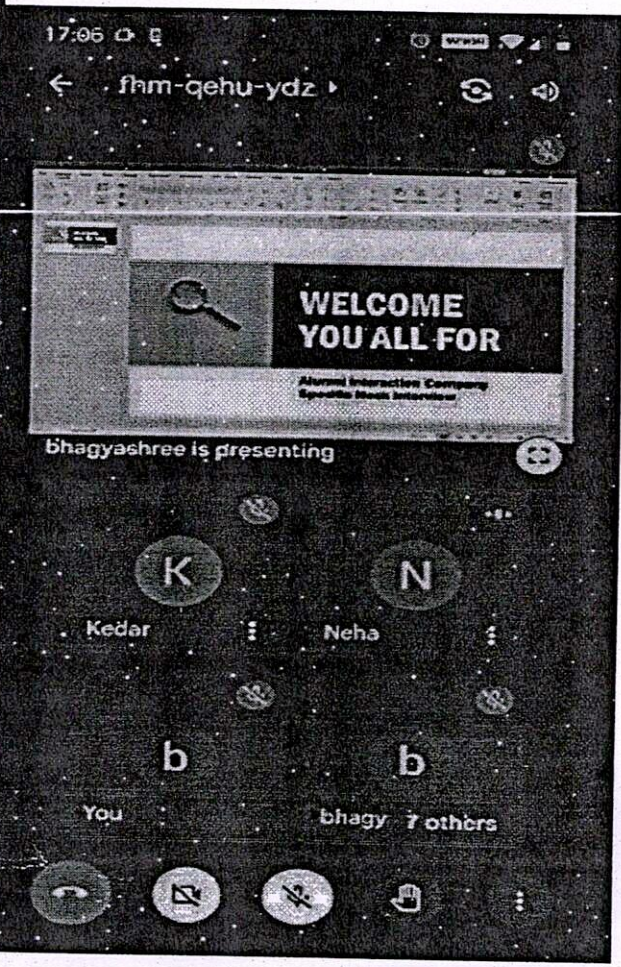 17:06
fhm-qehu-ydz
WELCOME
YOU ALL FOR
Alumni Interaction Company
Specific Mock Interview
bhagyashree is presenting
K
N
Kedar
Neha
b
b
You
bhagy 7 others